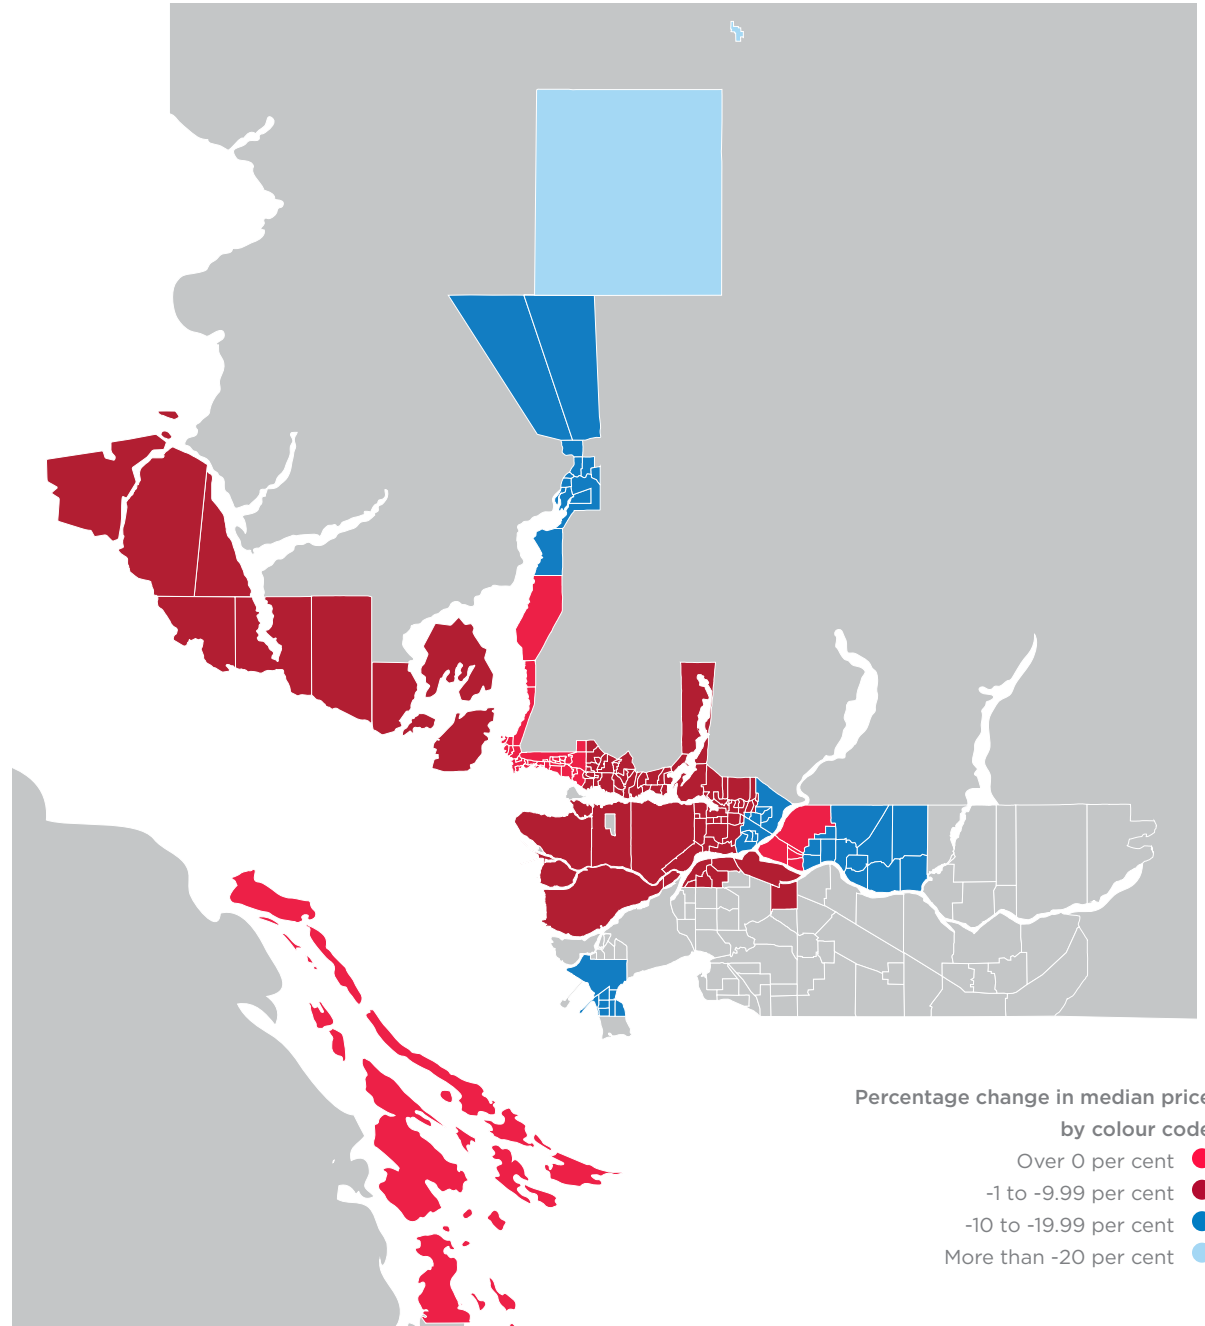 Percentage change in median price
by colour code
Over 0 per cent
-1 to -9.99 per cent
-10 to -19.99 per cent
More than -20 per cent